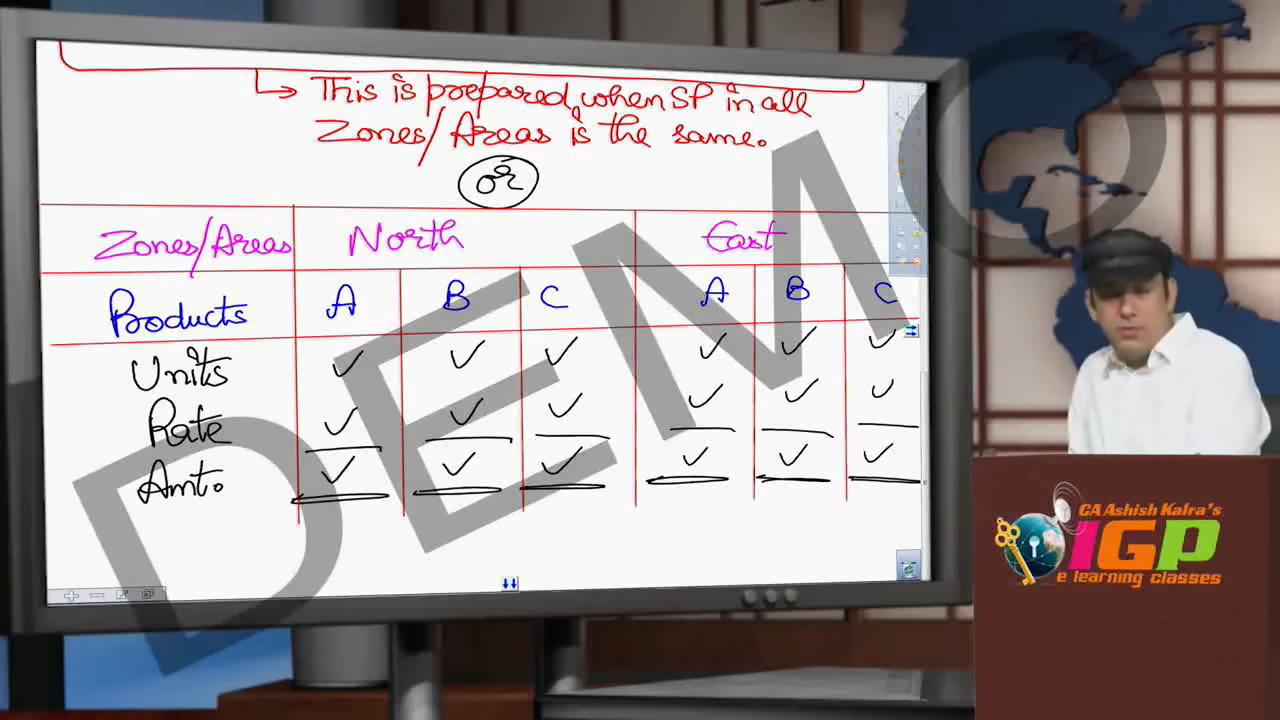 This is prepared, when SP in all
Zones/Areas is the same.
or
Zones/Areas North East
Products A B C A B C
Units ✓ ✓ ✓ ✓ ✓ ✓
Rate ✓ ✓ ✓ ✓ ✓ ✓
Amt. ✓ ✓ ✓ ✓ ✓ ✓
DEMO
CA Ashish Kalra's
IGP
e learning classes